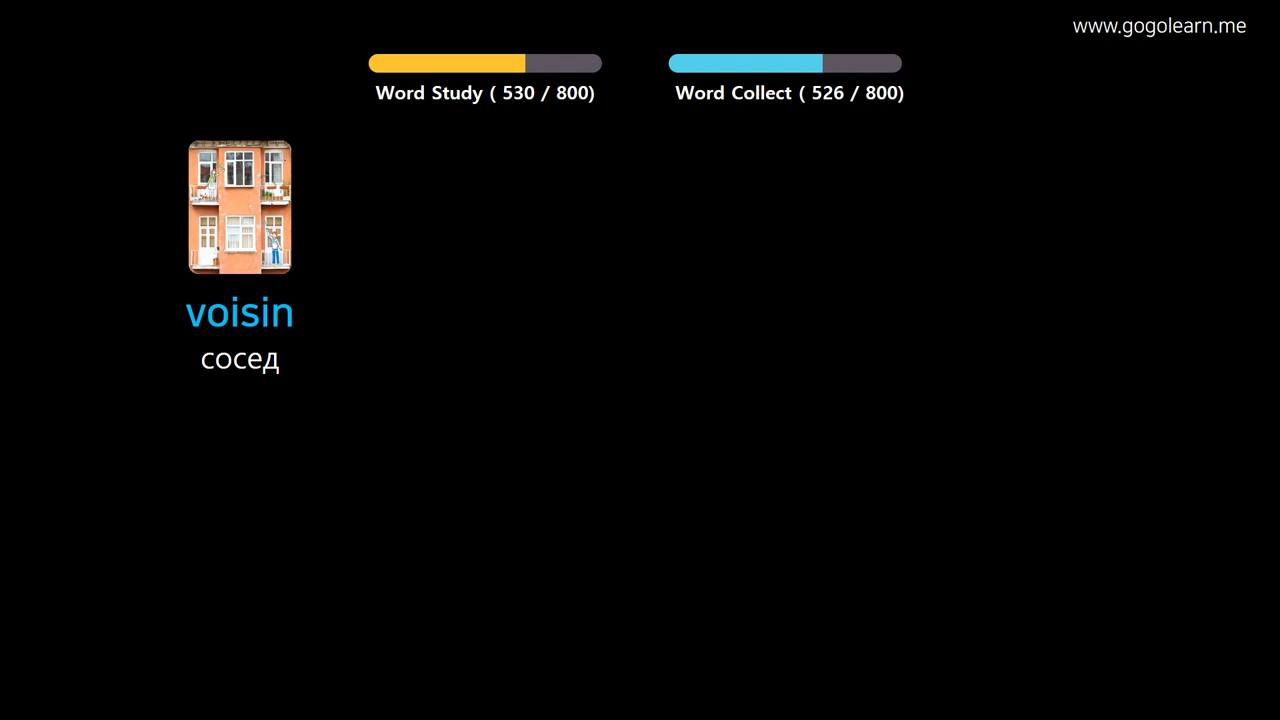 www.gogolearn.me
Word Study ( 530 / 800)
Word Collect ( 526 / 800)
voisin
сосед